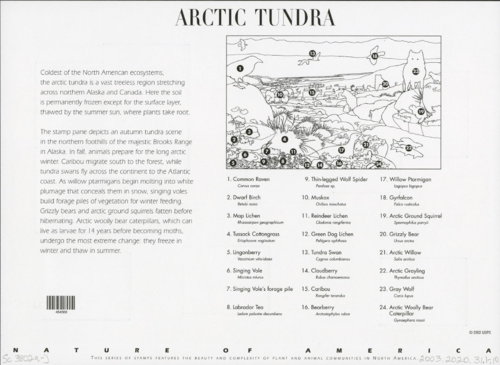 ARCTIC TUNDRA
Coldest of the North American ecosystems,
the arctic tundra is a vast treeless region stretching
across northern Alaska and Canada. Here the soil
is permanently frozen except for the surface layer,
thawed by the summer sun, where plants take root.
The stamp pane depicts an autumn tundra scene
in the northern foothills of the majestic Brooks Range
in Alaska. In fall, animals prepare for the long arctic
winter. Caribou migrate south to the forest, while
tundra swans fly across the continent to the Atlantic
coast. As willow ptarmigans begin molting into white
plumage that conceals them in snow, singing voles
build forage piles of vegetation for winter feeding.
Grizzly bears and arctic ground squirrels fatten before
hibernating. Arctic woolly bear caterpillars, which can
live as larvae for 14 years before becoming moths,
undergo the most extreme change: they freeze in
winter and thaw in summer.
1. Common Raven
Corvus corax
2. Dwarf Birch
Betula nana
3. Map Lichen
Rhizocarpon geographicum
4. Tussock Cottongrass
Eriophorum vaginatum
5. Lingonberry
Vaccinium vitis-idaea
6. Singing Vole
Microtus miurus
7. Singing Vole's forage pile
8. Labrador Tea
Ledum palustre decumbens
9. Thin-legged Wolf Spider
Pardosa sp.
10. Muskox
Ovibos moschatus
11. Reindeer Lichen
Cladonia rangiferina
12. Green Dog Lichen
Peltigera aphthosa
13. Tundra Swan
Cygnus columbianus
14. Cloudberry
Rubus chamaemorus
15. Caribou
Rangifer tarandus
16. Bearberry
Arctostaphylos rubra
17. Willow Ptarmigan
Lagopus lagopus
18. Gyrfalcon
Falco rusticolus
19. Arctic Ground Squirrel
Spermophilus parryii
20. Grizzly Bear
Ursus arctos
21. Arctic Willow
Salix arctica
22. Arctic Grayling
Thymallus arcticus
23. Gray Wolf
Canis lupus
24. Arctic Woolly Bear
Caterpillar
Gynaephora rossii
© 2002 USPS
NATURE OF AMERICA
THIS SERIES OF STAMPS FEATURES THE BEAUTY AND COMPLEXITY OF PLANT AND ANIMAL COMMUNITIES IN NORTH AMERICA.
2003.2020.